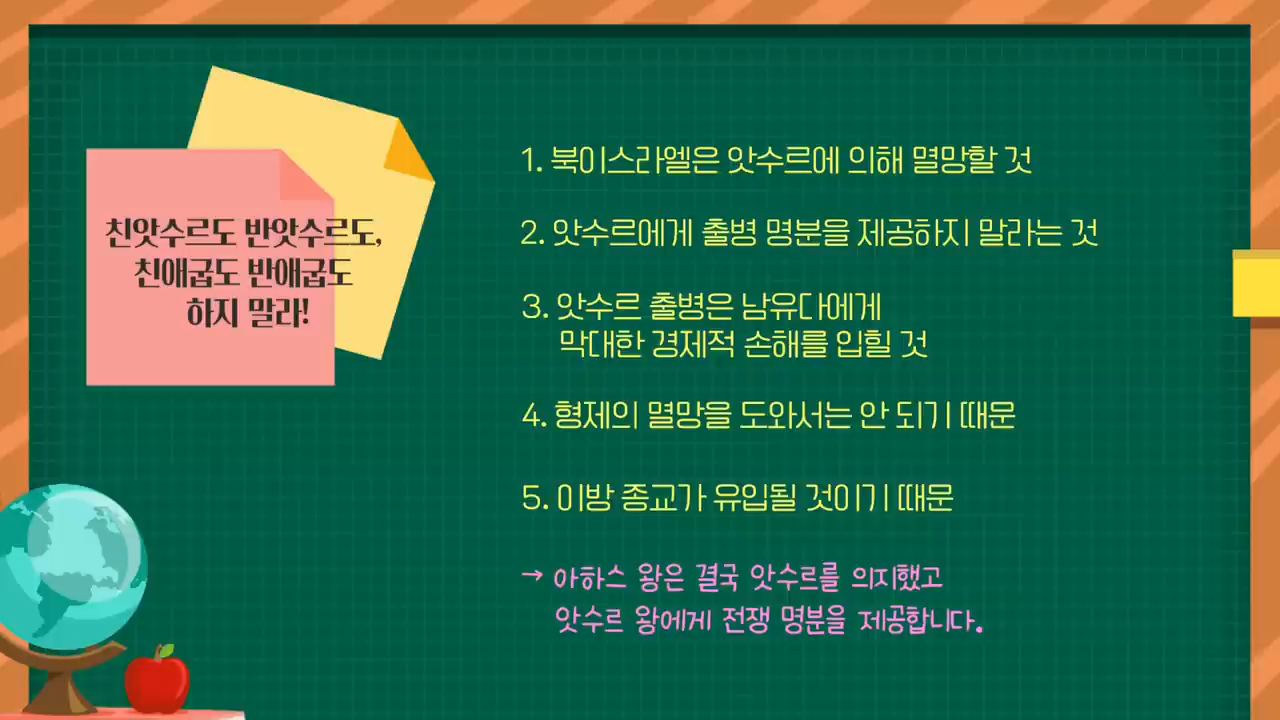 친앗수르도 반앗수르도,
친애굽도 반애굽도
하지 말라!
1. 북이스라엘은 앗수르에 의해 멸망할 것
2. 앗수르에게 출병 명분을 제공하지 말라는 것
3. 앗수르 출병은 남유다에게
막대한 경제적 손해를 입힐 것
4. 형제의 멸망을 도와서는 안 되기 때문
5. 이방 종교가 유입될 것이기 때문
→ 아하스 왕은 결국 앗수르를 의지했고
앗수르 왕에게 전쟁 명분을 제공합니다.